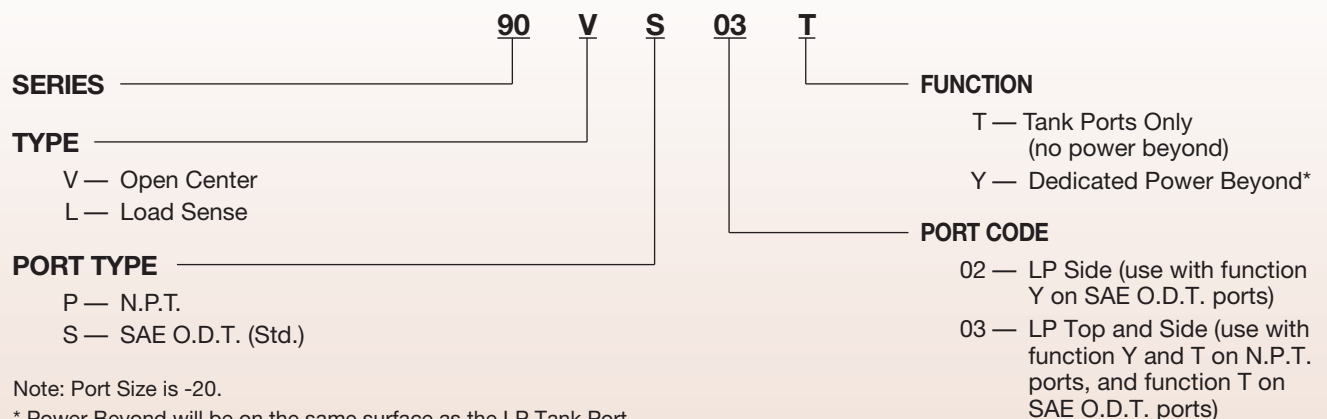 90 V S 03 T
SERIES
TYPE
V — Open Center
L — Load Sense
PORT TYPE
P — N.P.T.
S — SAE O.D.T. (Std.)
Note: Port Size is -20.
* Power Beyond will be on the same surface as the LP Tank Port
FUNCTION
T — Tank Ports Only
(no power beyond)
Y — Dedicated Power Beyond*
PORT CODE
02 — LP Side (use with function
Y on SAE O.D.T. ports)
03 — LP Top and Side (use with
function Y and T on N.P.T.
ports, and function T on
SAE O.D.T. ports)